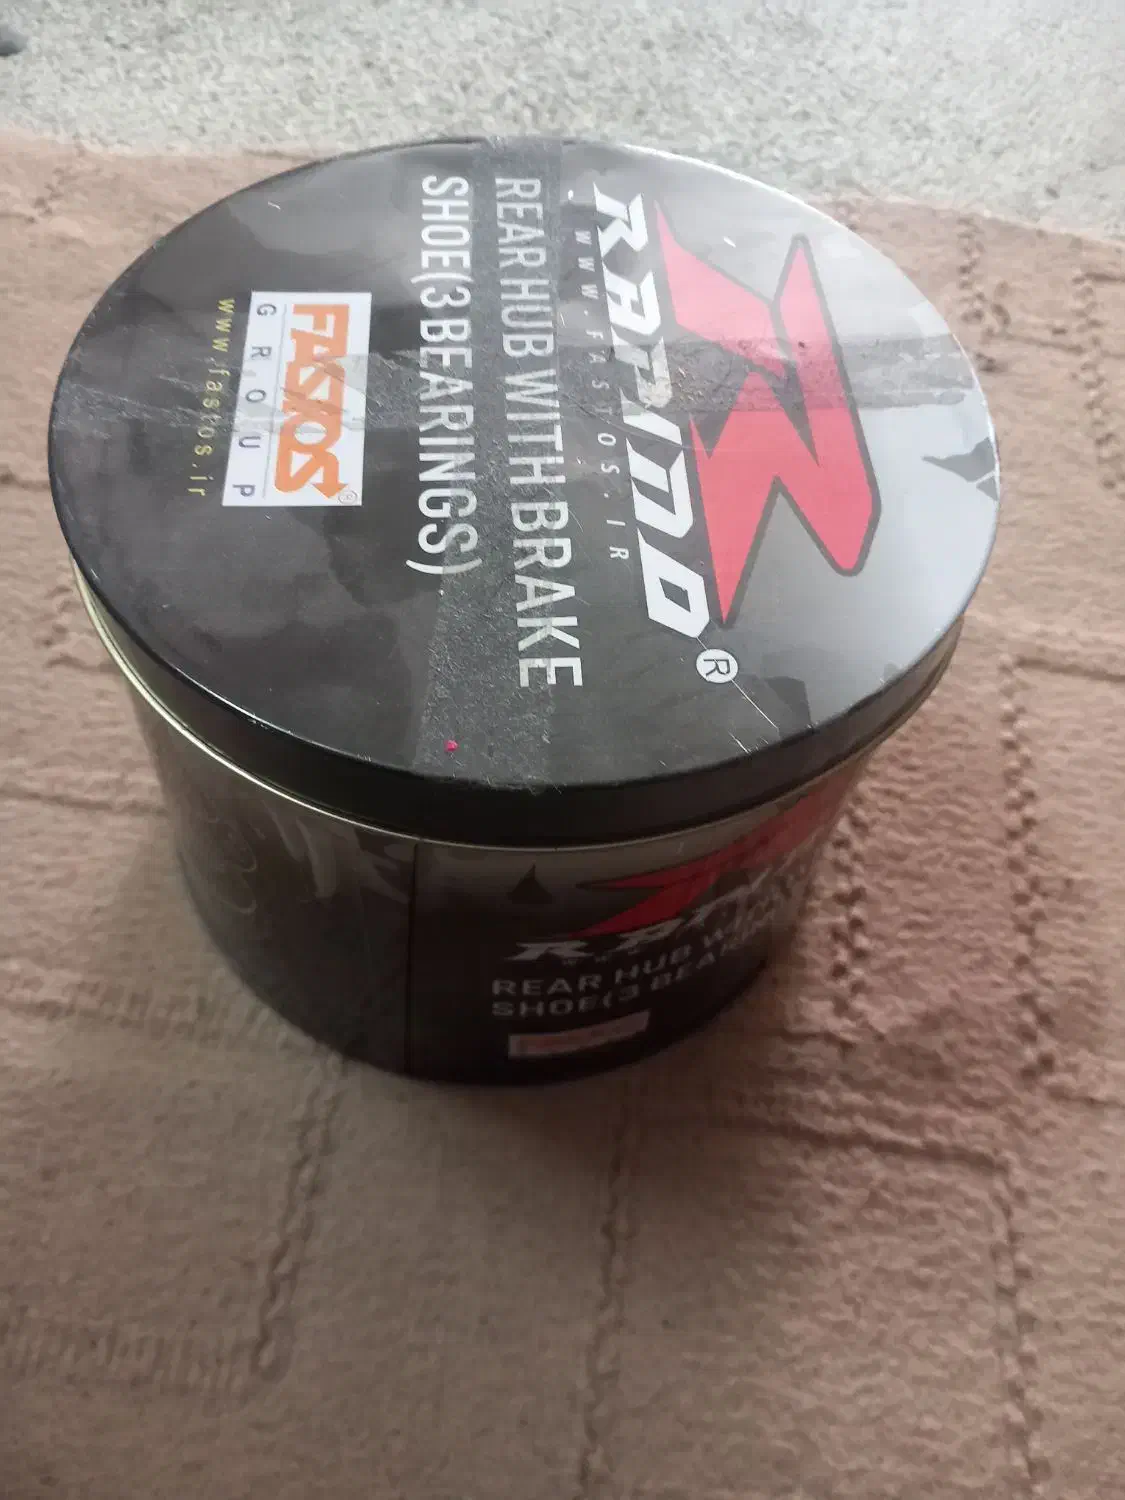 RAPIDO®
WWW.FASTOS.IR
REAR HUB WITH BRAKE
SHOE(3 BEARINGS)
FASTOS®
GROUP
www.fastos.ir
REAR HUB
SHOE(3